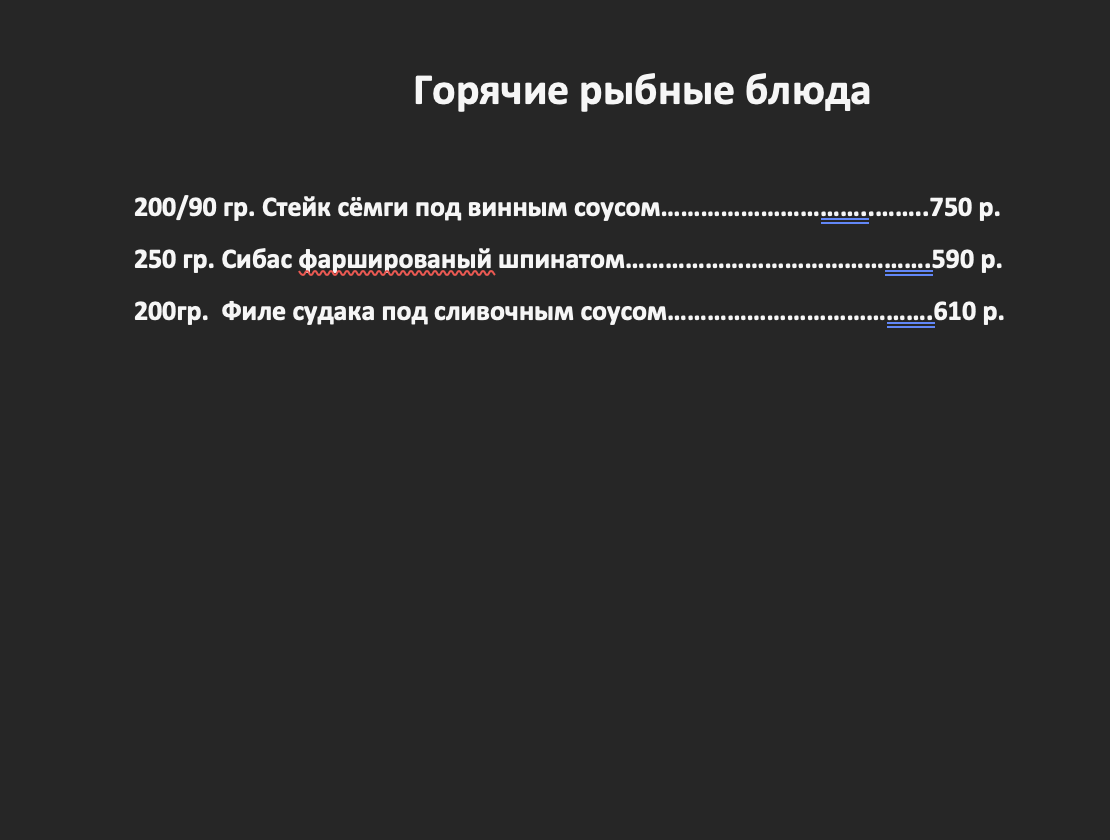 Горячие рыбные блюда
200/90 гр. Стейк сёмги под винным соусом……………………………..……..750 р.
250 гр. Сибас фаршированый шпинатом……………………………………….590 р.
200гр.  Филе судака под сливочным соусом………………………………….610 р.